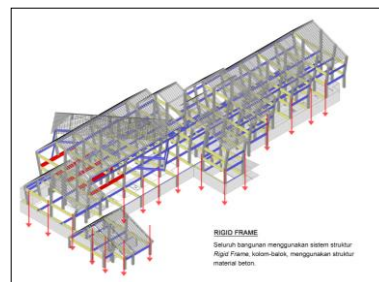 RIGID FRAME
Seluruh bangunan menggunakan sistem struktur
Rigid Frame, kolom-balok, menggunakan struktur
material beton.